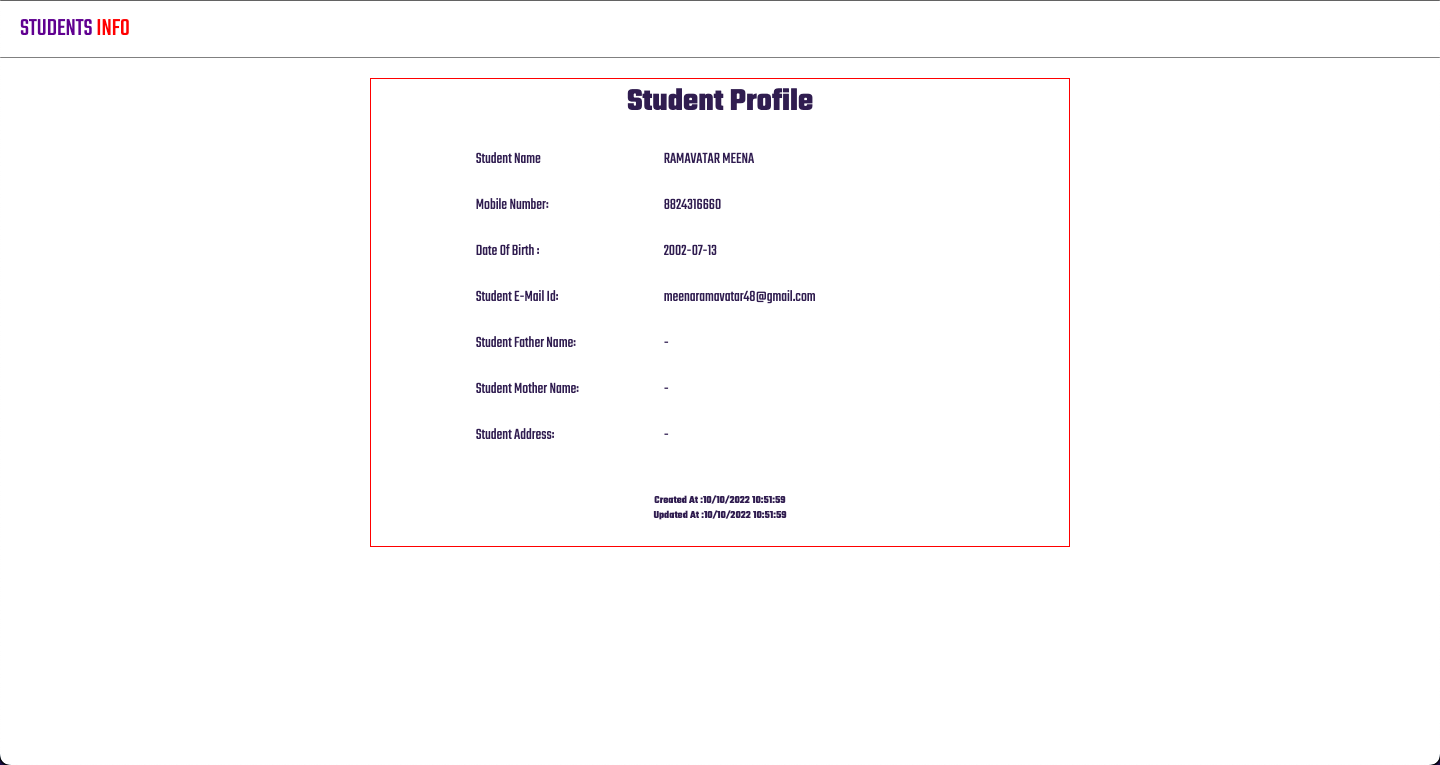 STUDENTS INFO
Student Profile
Student Name RAMAVATAR MEENA
Mobile Number: 8824316660
Date Of Birth : 2002-07-13
Student E-Mail Id: meenaramavatar48@gmail.com
Student Father Name: -
Student Mother Name: -
Student Address: -
Created At :10/10/2022 10:51:59
Updated At :10/10/2022 10:51:59